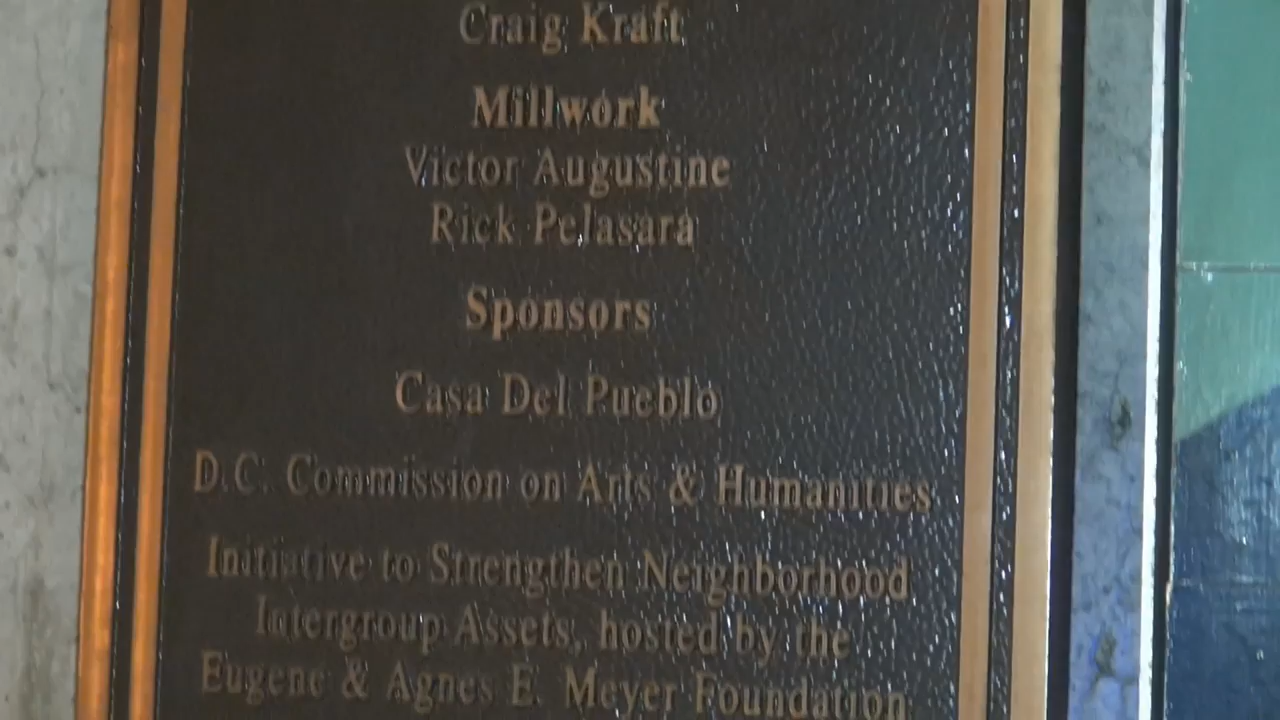 Craig Kraft
Millwork
Victor Augustine
Rick Pelasara
Sponsors
Casa Del Pueblo
D.C. Commission on Arts & Humanities
Initiative to Strengthen Neighborhood
Intergroup Assets, hosted by the
Eugene & Agnes E. Meyer Foundation